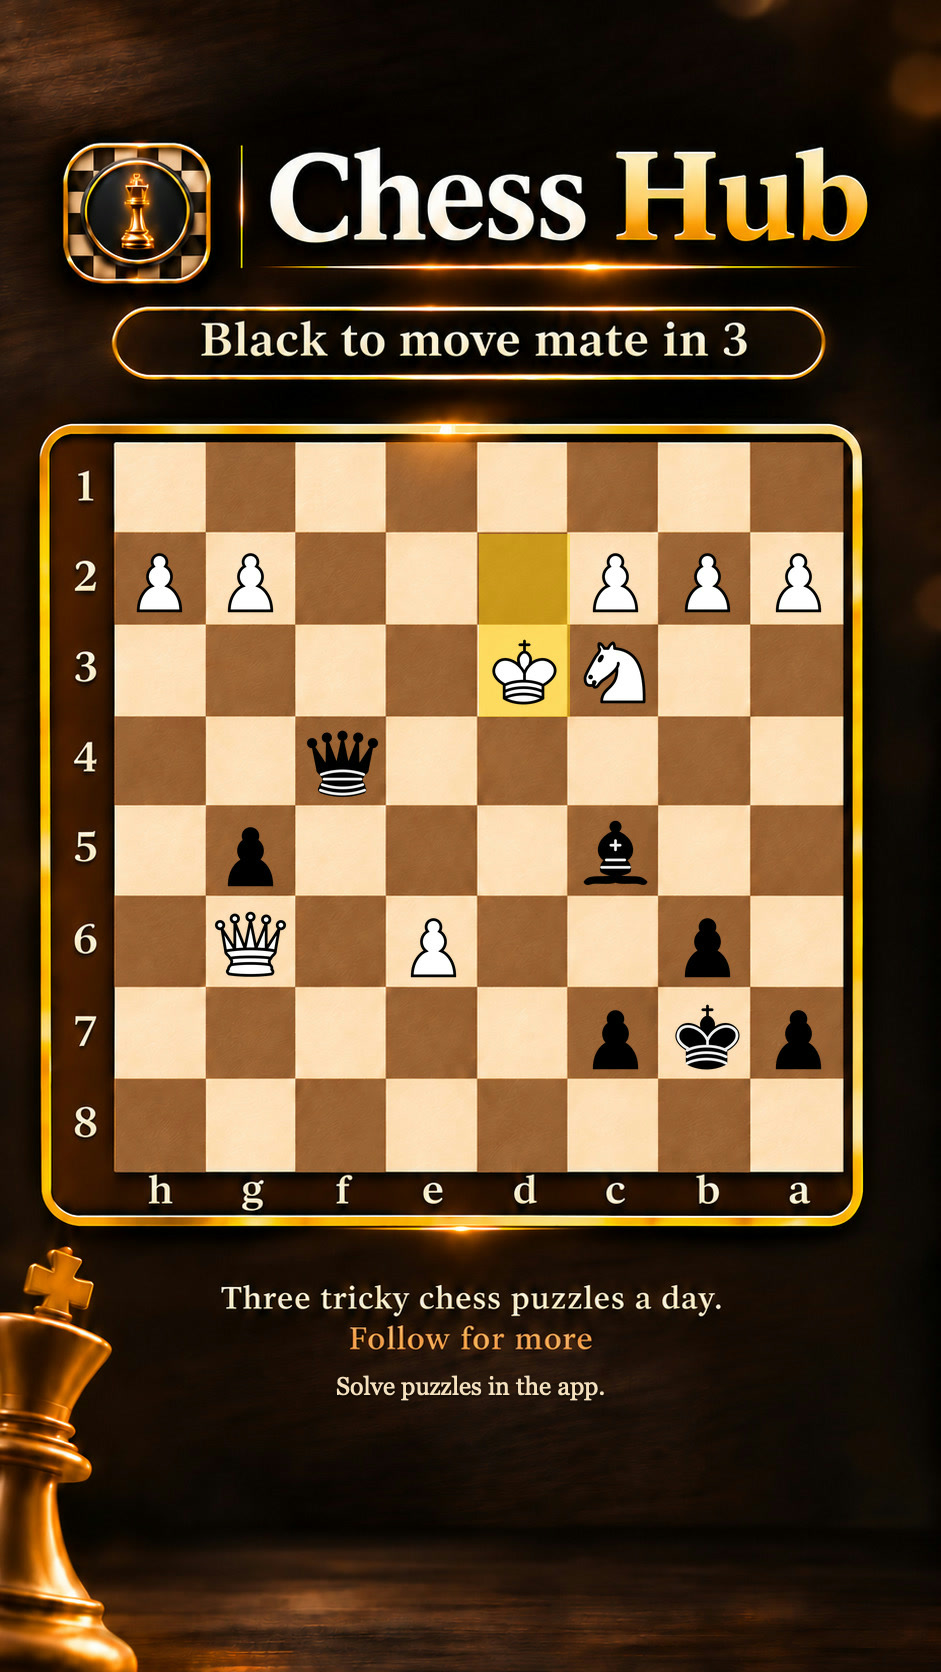 Chess Hub
Black to move mate in 3
1
2
3
4
5
6
7
8
h g f e d c b a
Three tricky chess puzzles a day.
Follow for more
Solve puzzles in the app.